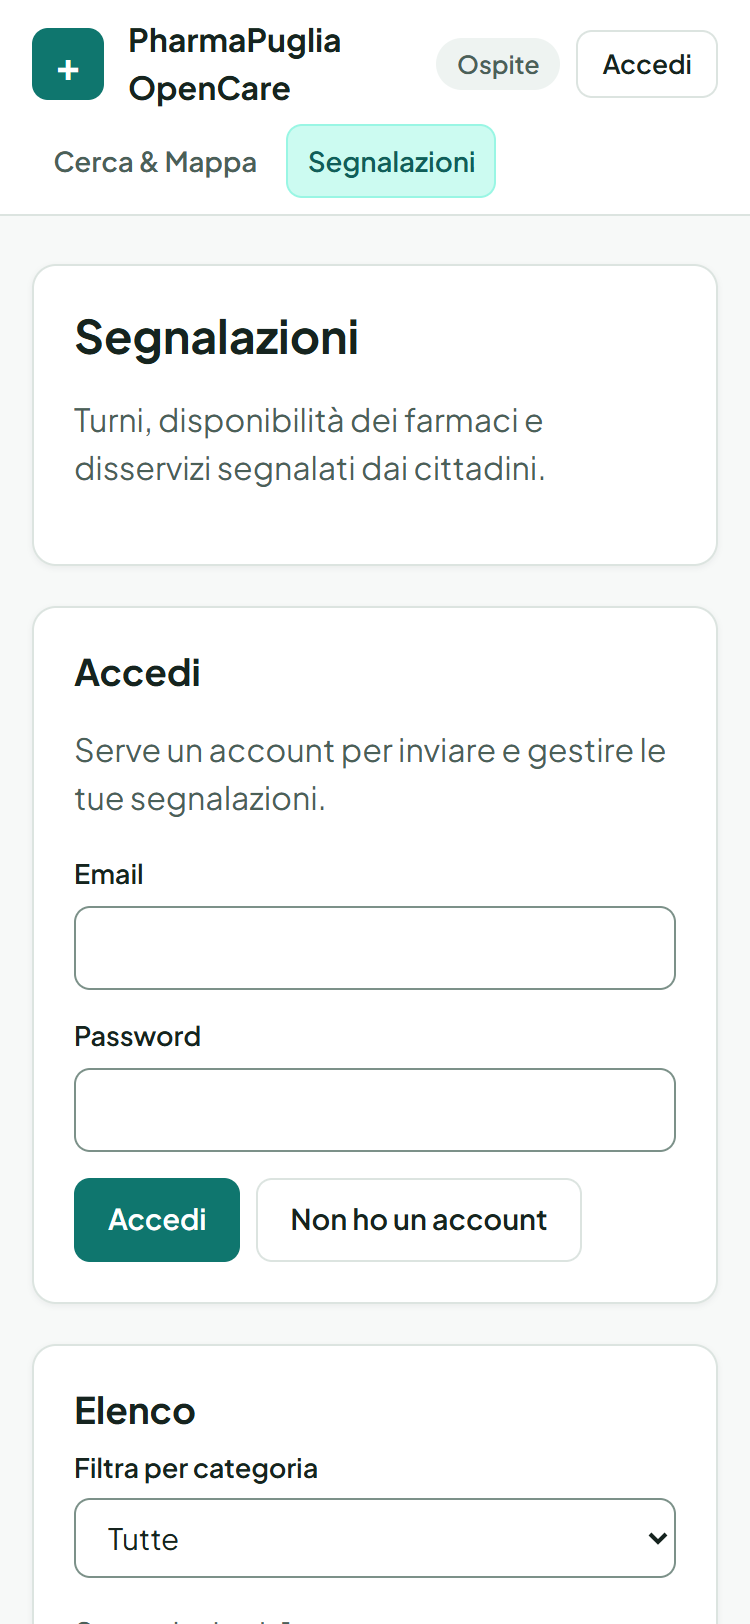 +
PharmaPuglia
OpenCare
Ospite
Accedi
Cerca & Mappa
Segnalazioni
Segnalazioni
Turni, disponibilità dei farmaci e
disservizi segnalati dai cittadini.
Accedi
Serve un account per inviare e gestire le
tue segnalazioni.
Email
Password
Accedi
Non ho un account
Elenco
Filtra per categoria
Tutte